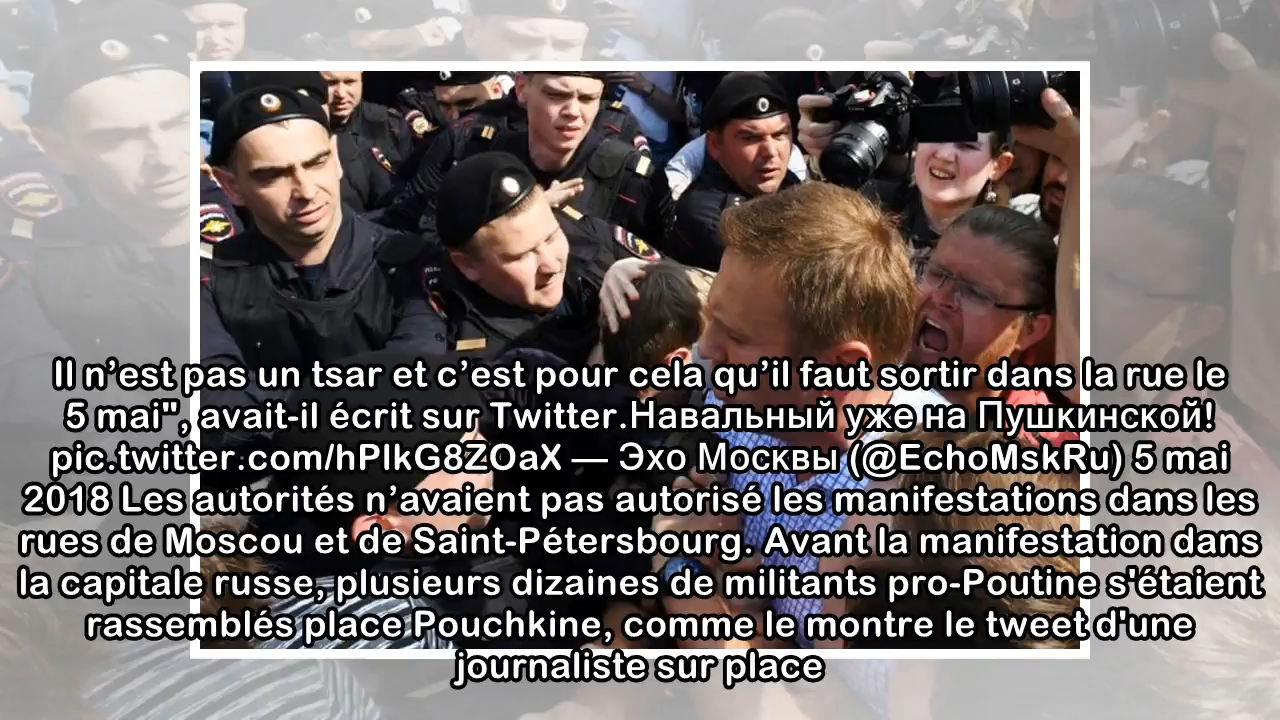 Il n’est pas un tsar et c’est pour cela qu’il faut sortir dans la rue le
5 mai", avait-il écrit sur Twitter.Навальный уже на Пушкинской!
pic.twitter.com/hPlkG8ZOaX — Эхо Москвы (@EchoMskRu) 5 mai
2018 Les autorités n’avaient pas autorisé les manifestations dans les
rues de Moscou et de Saint-Pétersbourg. Avant la manifestation dans
la capitale russe, plusieurs dizaines de militants pro-Poutine s'étaient
rassemblés place Pouchkine, comme le montre le tweet d'une
journaliste sur place